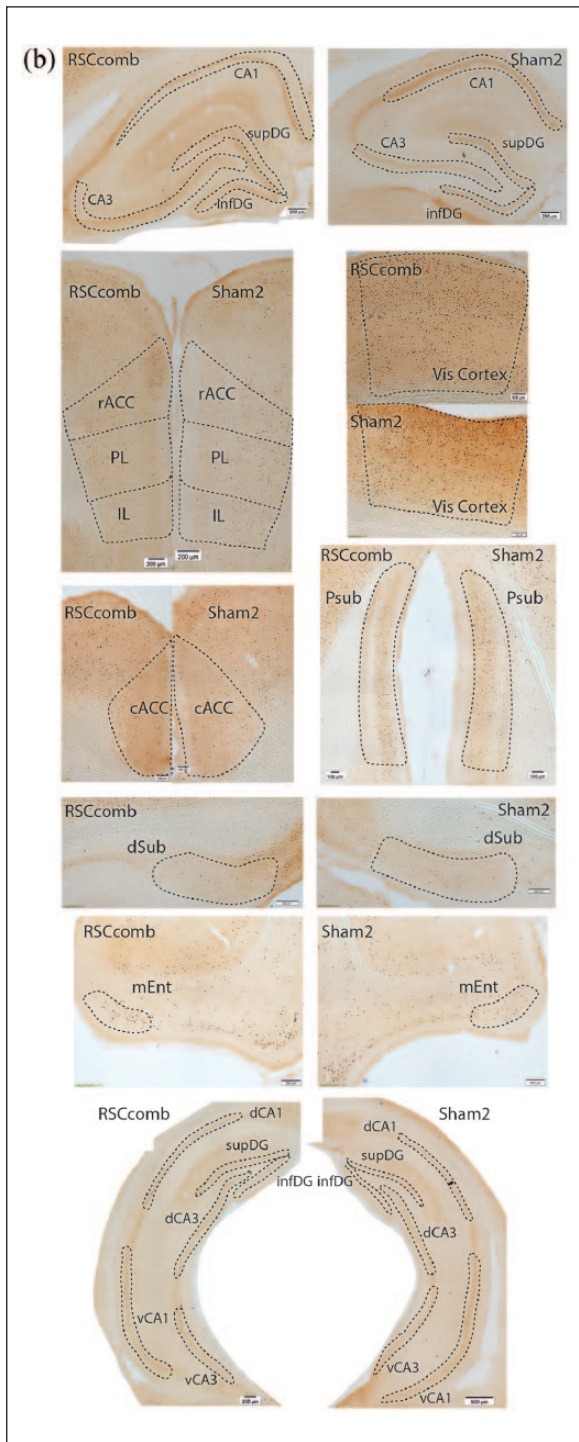 (b)
RSCcomb
CA1
supDG
CA3
infDG
Sham2
CA1
CA3
supDG
infDG
RSCcomb Sham2
rACC rACC
PL PL
IL IL
200 µm 200 µm
RSCcomb
Vis Cortex
Sham2
Vis Cortex
RSCcomb Sham2
cACC cACC
RSCcomb Sham2
Psub Psub
100 µm 100 µm
RSCcomb
dSub
Sham2
dSub
RSCcomb
mEnt
Sham2
mEnt
RSCcomb Sham2
dCA1 dCA1
supDG supDG
infDG infDG
dCA3 dCA3
vCA1
vCA3
vCA3
vCA1
500 µm